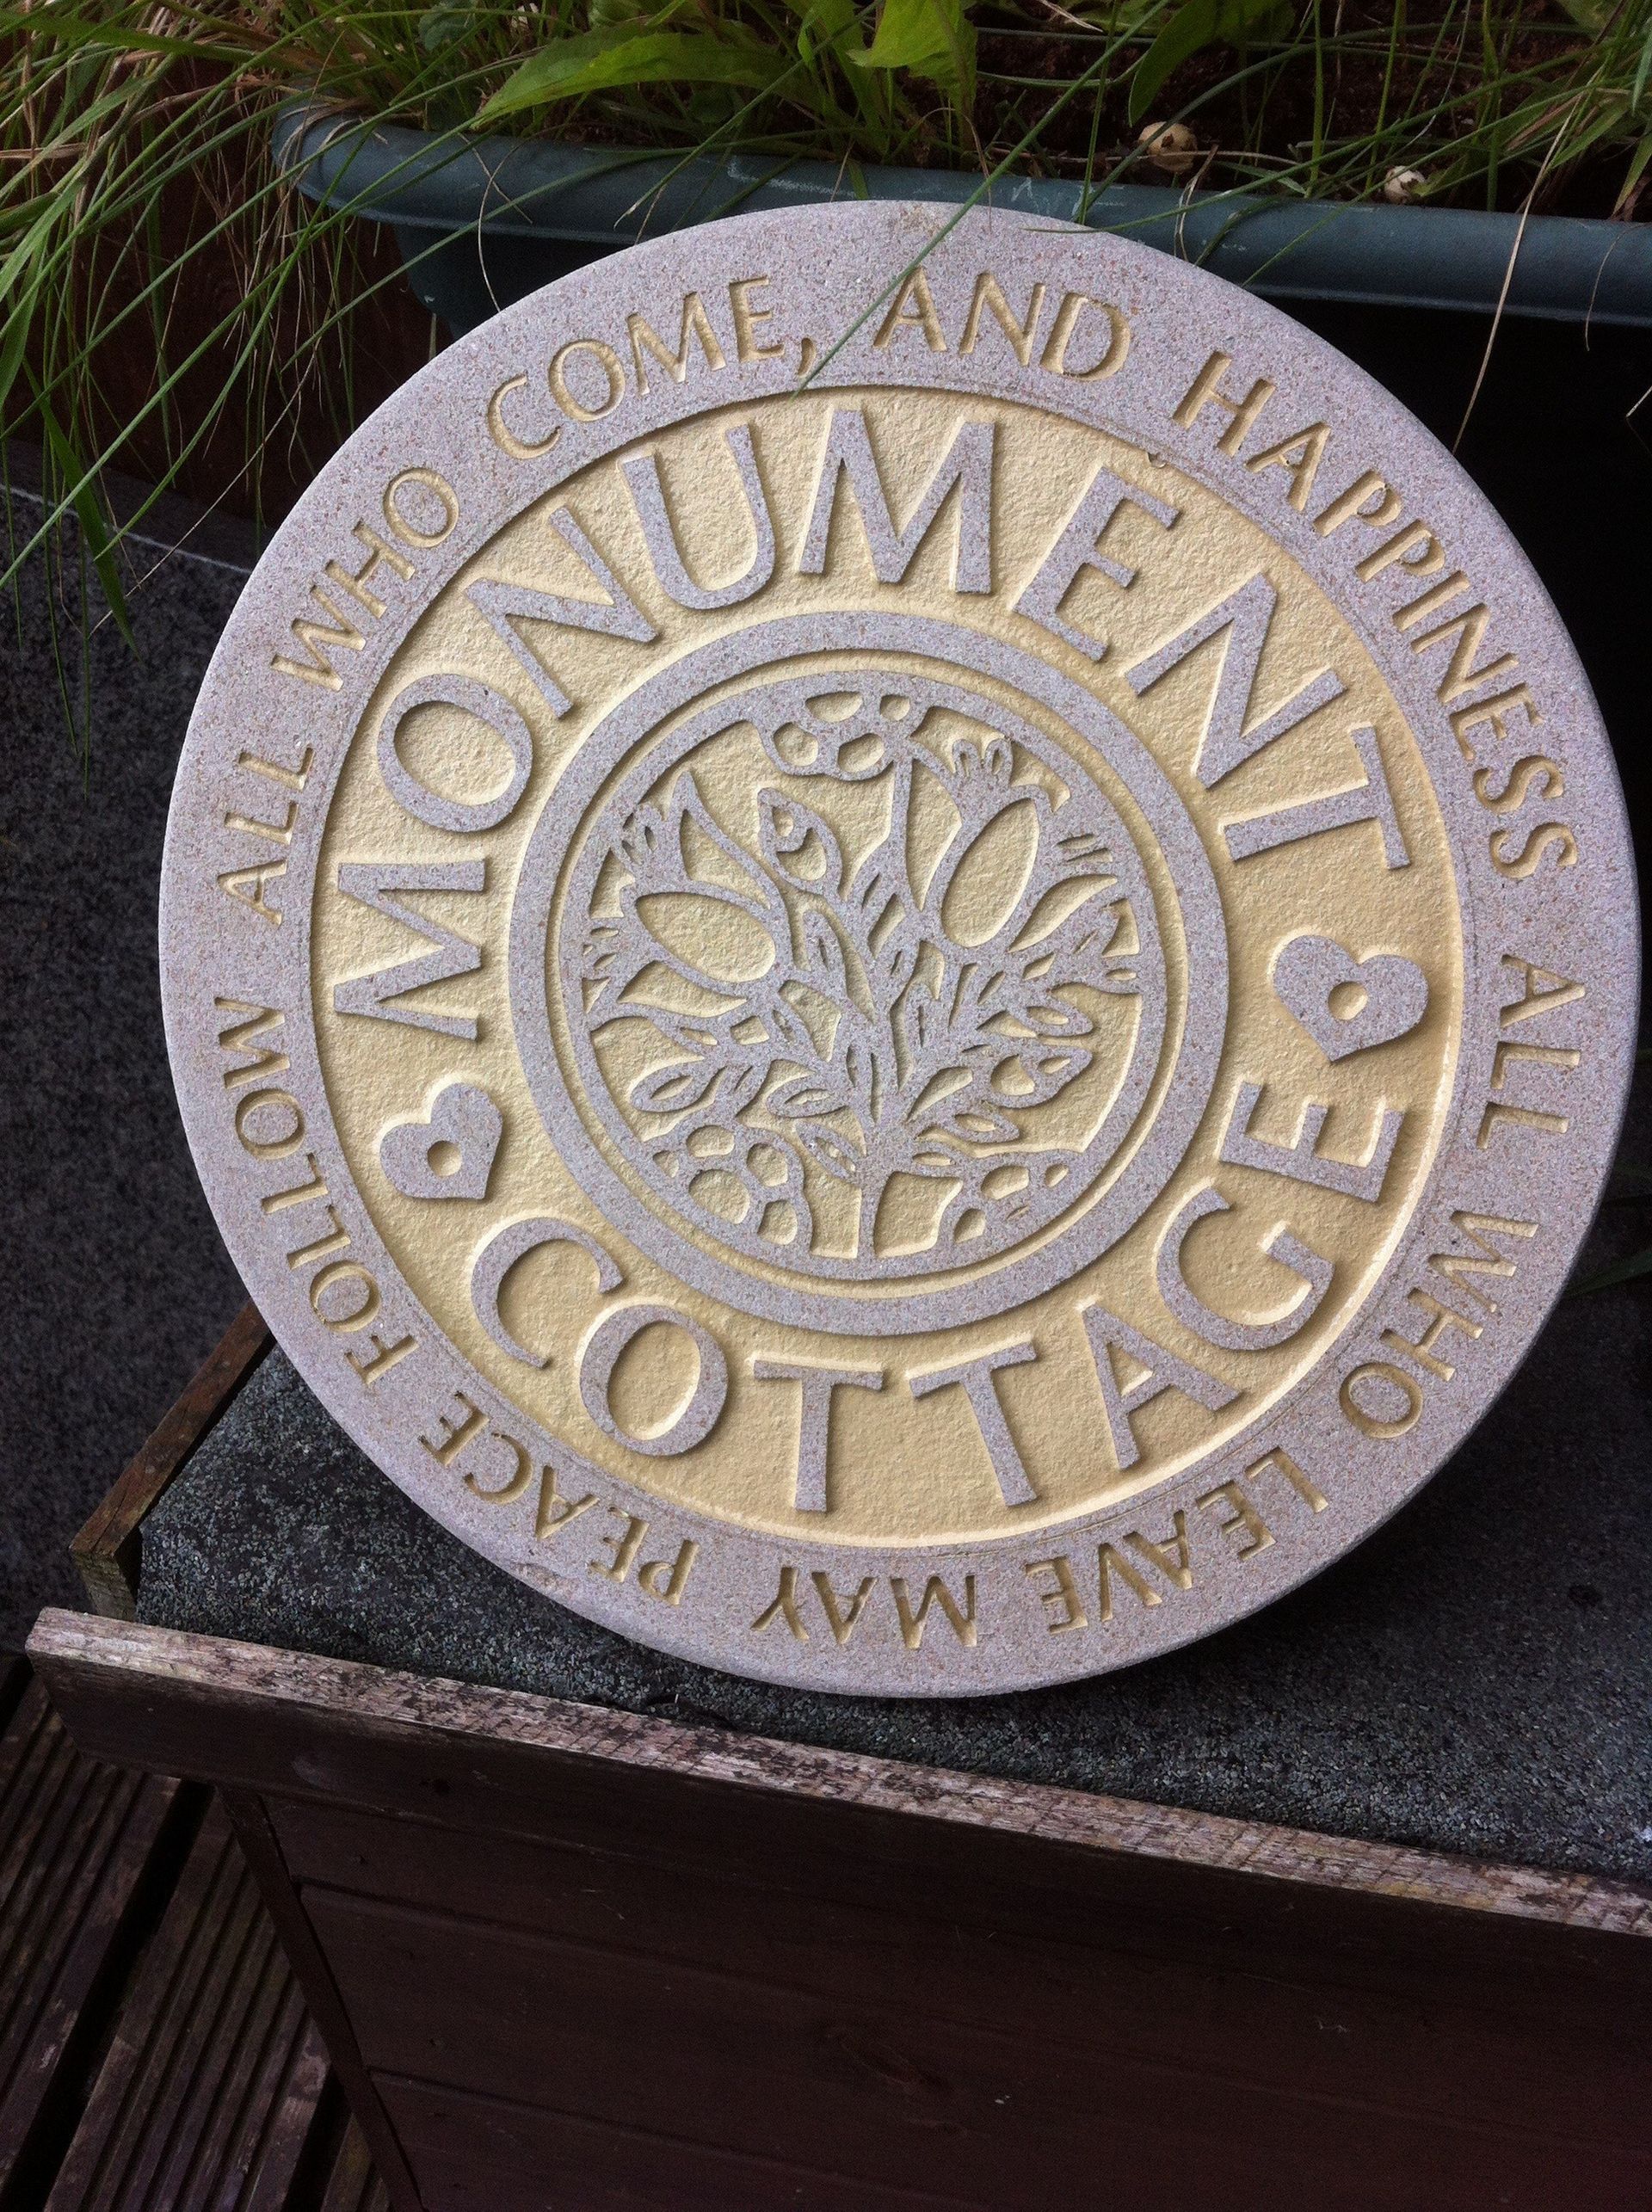 MONUMENT
COTTAGE
MAY PEACE FOLLOW ALL WHO COME, AND HAPPINESS ALL WHO LEAVE